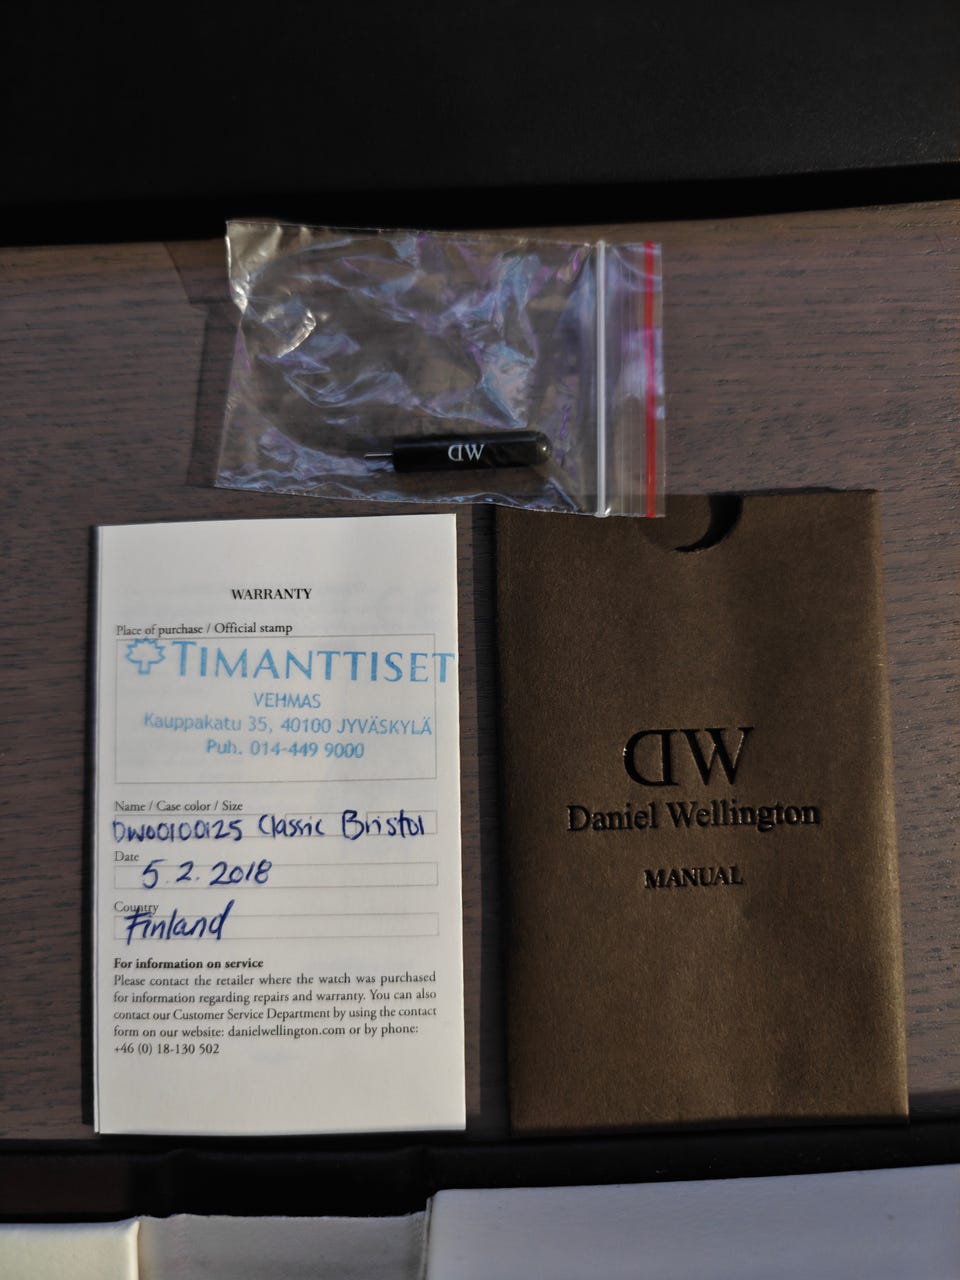 DW
WARRANTY
Place of purchase / Official stamp
TIMANTTISET
VEHMAS
Kauppakatu 35, 40100 JYVÄSKYLÄ
Puh. 014-449 9000
Name / Case color / Size
DW00100125 Classic Bristol
Date
5.2.2018
Country
Finland
For information on service
Please contact the retailer where the watch was purchased
for information regarding repairs and warranty. You can also
contact our Customer Service Department by using the contact
form on our website: danielwellington.com or by phone:
+46 (0) 18-130 502
DW
Daniel Wellington
MANUAL